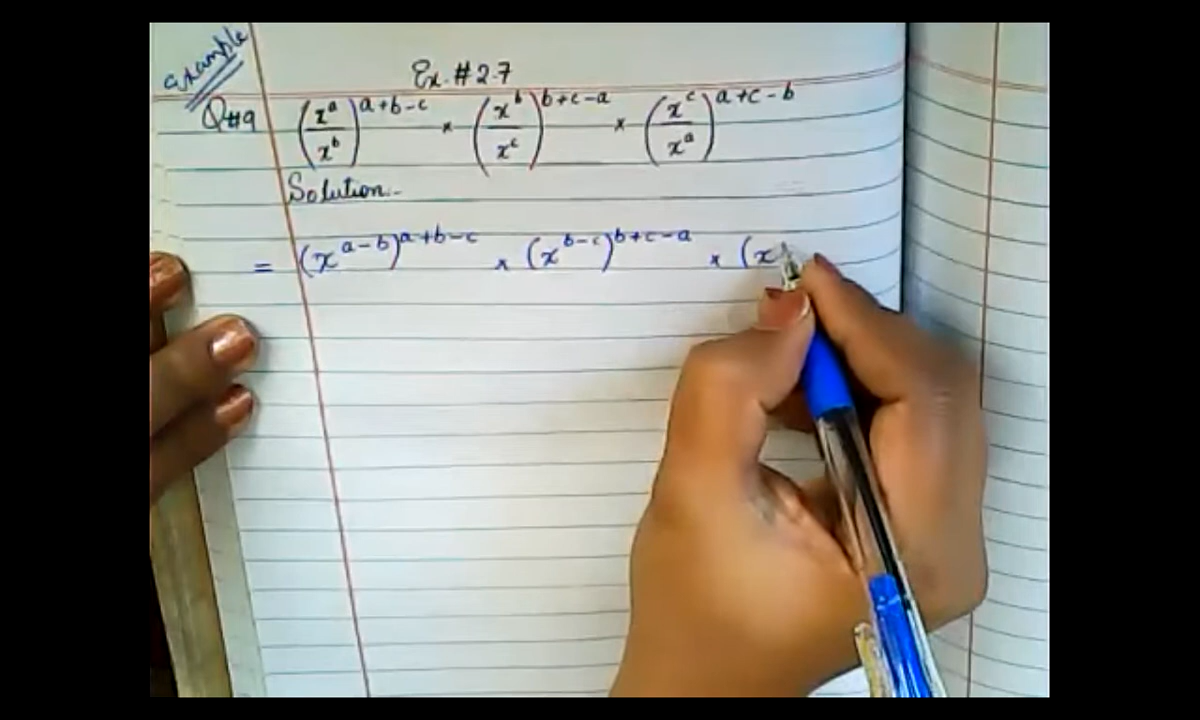 example
Ex. # 2.7
Q#9 (x^a/x^b)^(a+b-c) × (x^b/x^c)^(b+c-a) × (x^c/x^a)^(a+c-b)
Solution.-
= (x^(a-b))^(a+b-c) × (x^(b-c))^(b+c-a) × (x